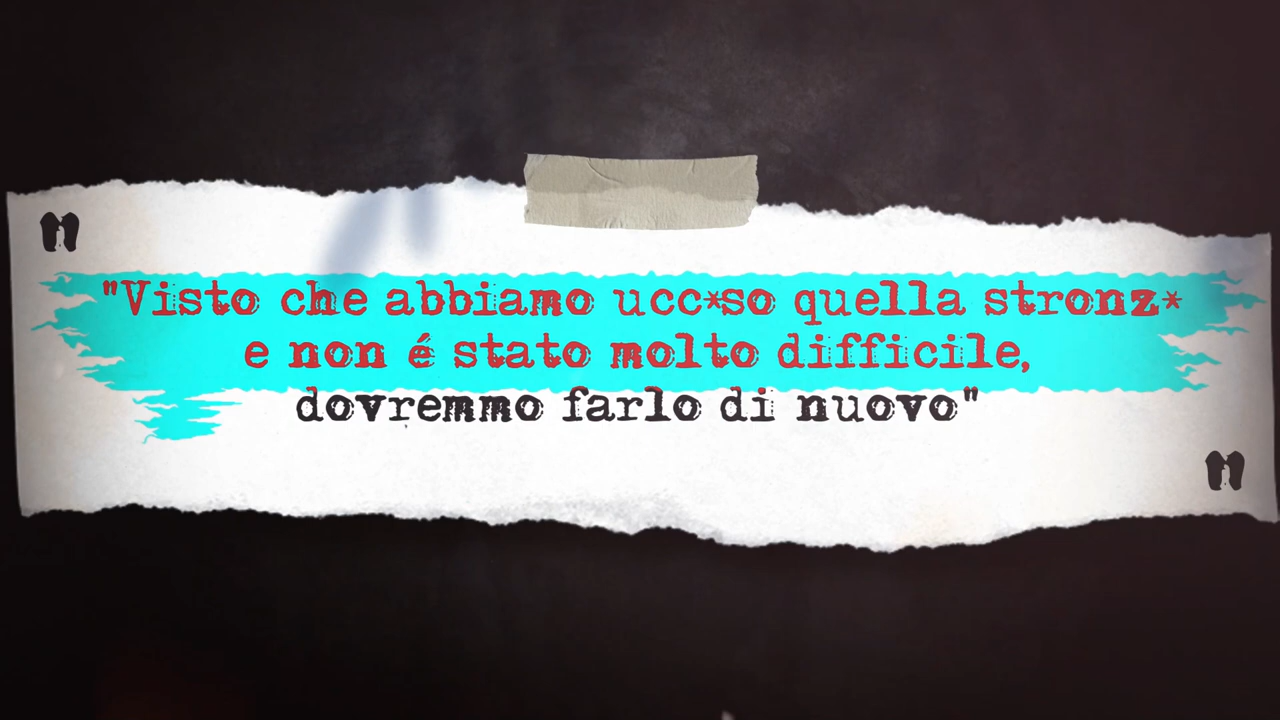 "Visto che abbiamo ucc*so quella stronz*
e non é stato molto difficile,
dovremmo farlo di nuovo"